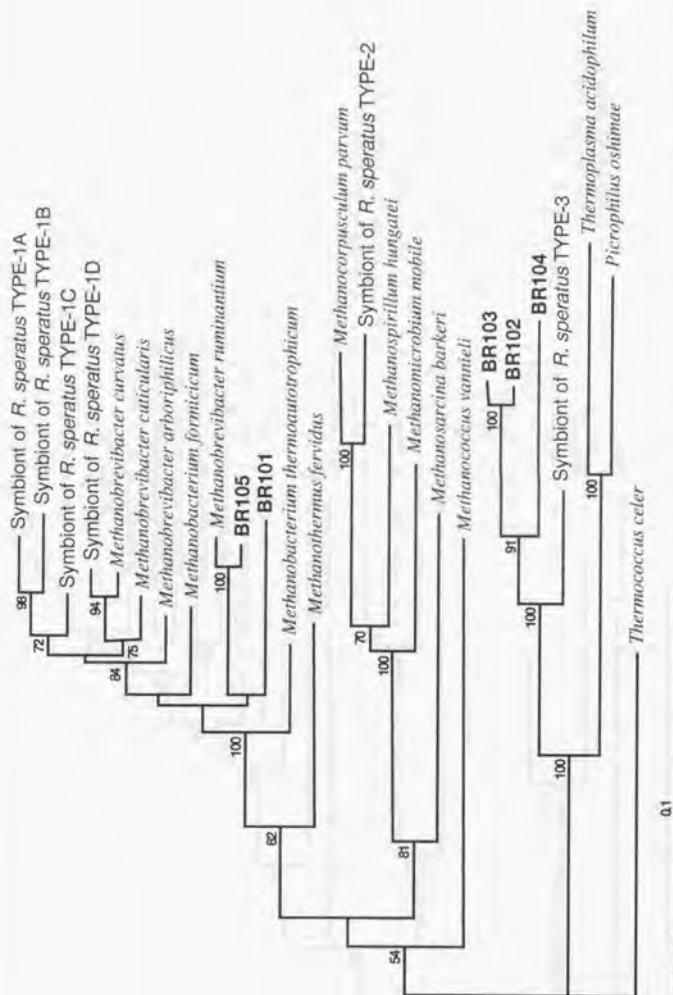 Symbiont of R. speratus TYPE-1A
98
Symbiont of R. speratus TYPE-1B
72
Symbiont of R. speratus TYPE-1C
Symbiont of R. speratus TYPE-1D
94
Methanobrevibacter curvatus
75
Methanobrevibacter cuticularis
84
Methanobrevibacter arboriphilicus
Methanobacterium formicicum
Methanobrevibacter ruminantium
100
BR105
BR101
100
Methanobacterium thermoautotrophicum
62
Methanothermus fervidus
Methanocorpusculum parvum
100
Symbiont of R. speratus TYPE-2
70
Methanospirillum hungatei
100
Methanomicrobium mobile
81
Methanosarcina barkeri
54
Methanococcus vannieli
BR103
100
BR102
91
BR104
100
Symbiont of R. speratus TYPE-3
100
Thermoplasma acidophilum
100
Picrophilus oshimae
Thermococcus celer
0.1